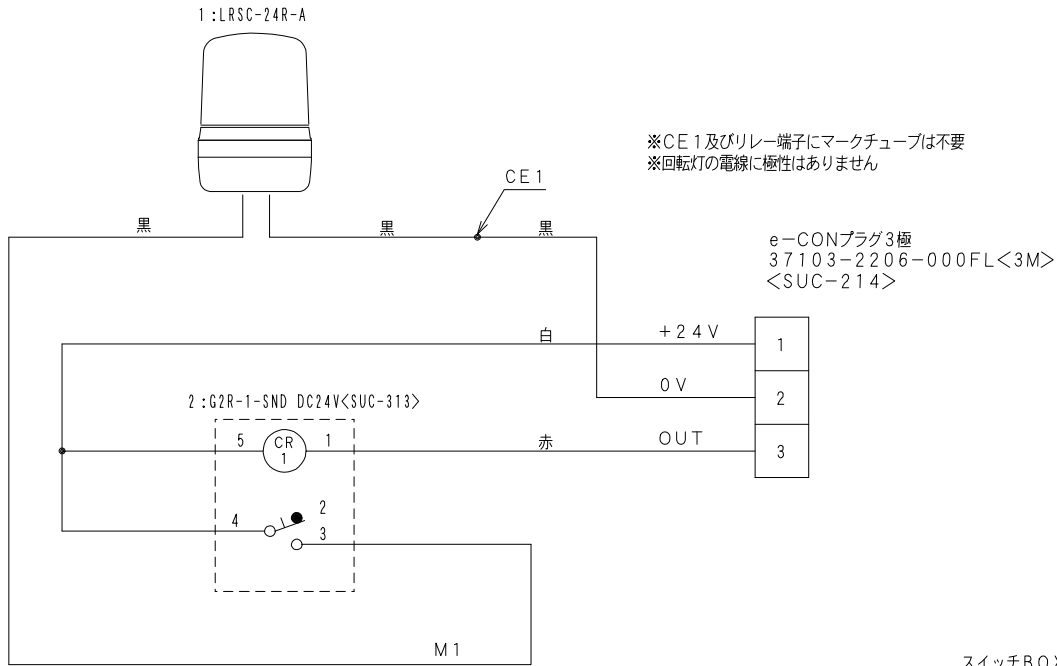 1:LRSC-24R-A
※CE1及びリレー端子にマークチューブは不要
※回転灯の電線に極性はありません
CE1
黒
黒
黒
e-CONプラグ3極
37103-2206-000FL<3M>
<SUC-214>
白
+24V
1
0V
2
2:G2R-1-SND DC24V<SUC-313>
5
CR
1
1
赤
OUT
3
4
2
3
M1